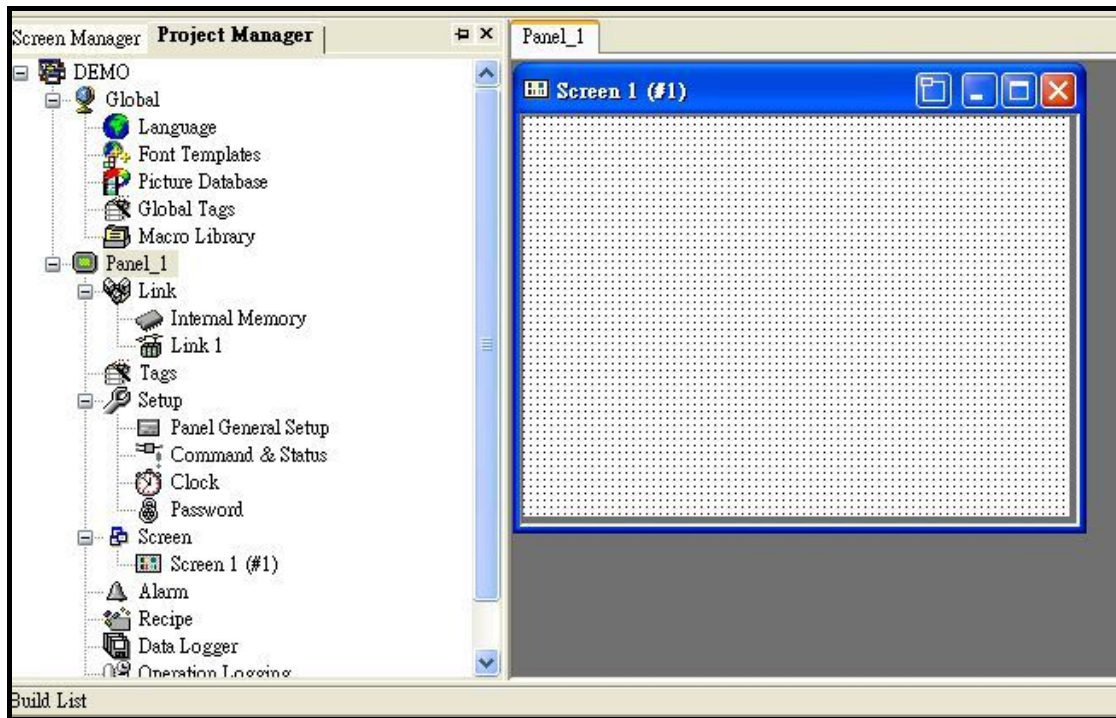 Screen Manager Project Manager
DEMO
Global
Language
Font Templates
Picture Database
Global Tags
Macro Library
Panel_1
Link
Internal Memory
Link 1
Tags
Setup
Panel General Setup
Command & Status
Clock
Password
Screen
Screen 1 (#1)
Alarm
Recipe
Data Logger
Operation Logging
Panel_1
Screen 1 (#1)
Build List